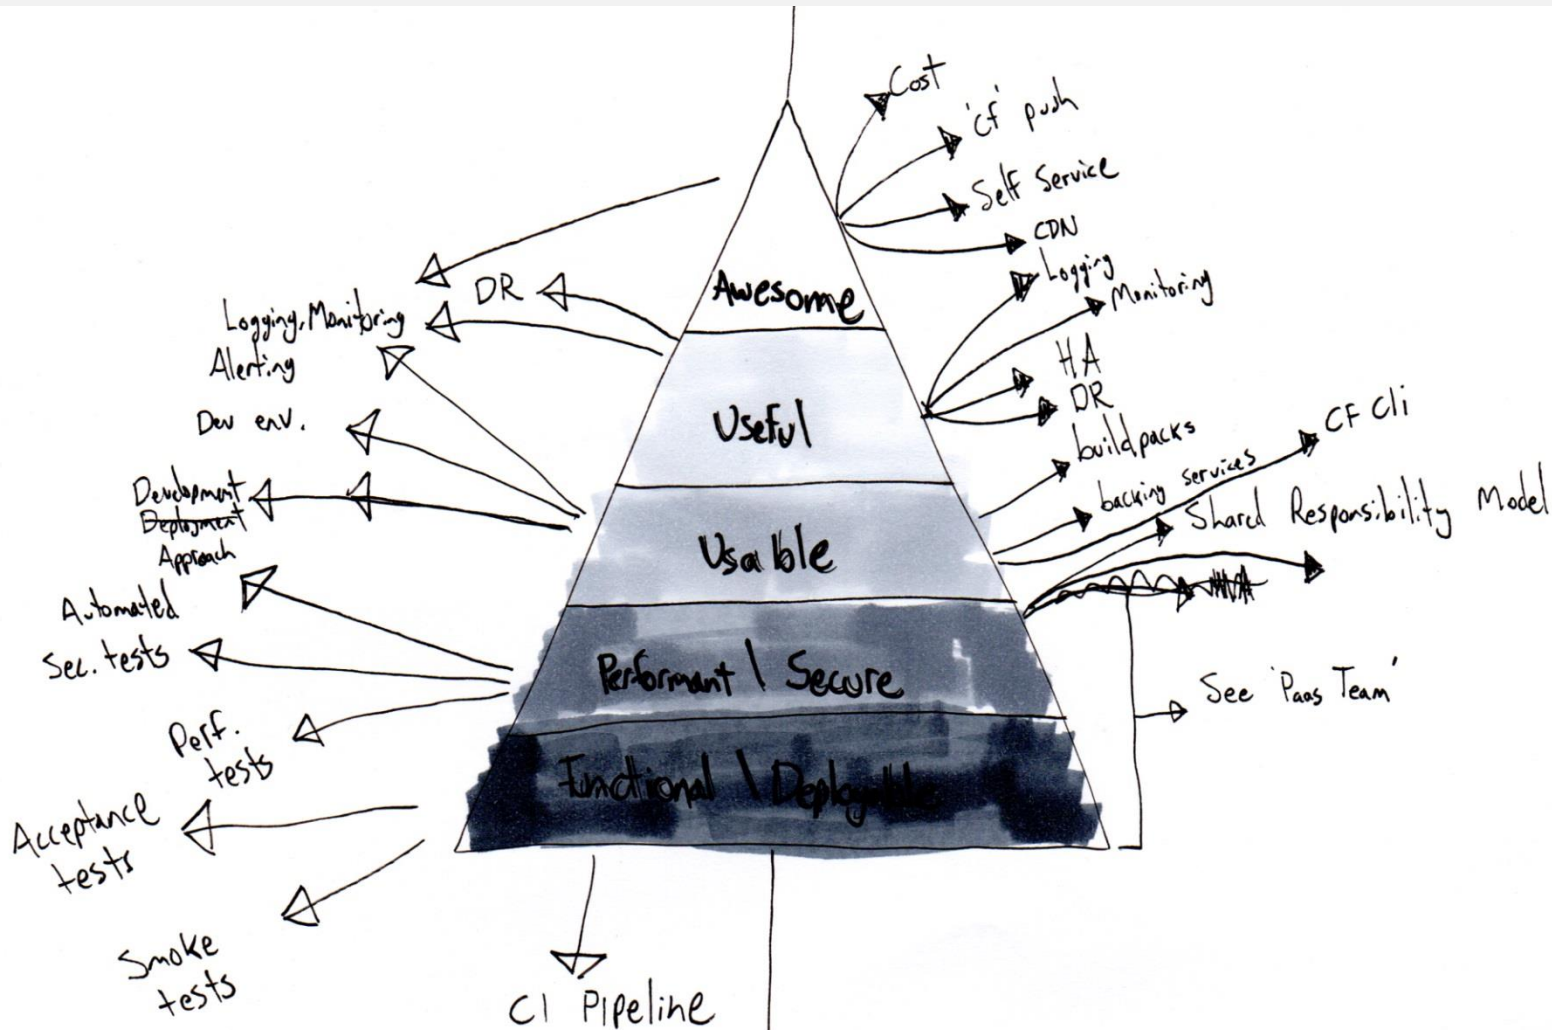 Cost
'cf' push
Self Service
CDN
Logging
Monitoring
HA
DR
buildpacks
backing services
CF Cli
Shared Responsibility Model
See 'Paas Team'
Awesome
Useful
Usable
Performant \ Secure
Functional \ Deployable
DR
Logging, Monitoring
Alerting
Dev env.
Development
Deployment
Approach
Automated
Sec. tests
Perf.
tests
Acceptance
tests
Smoke
tests
CI Pipeline